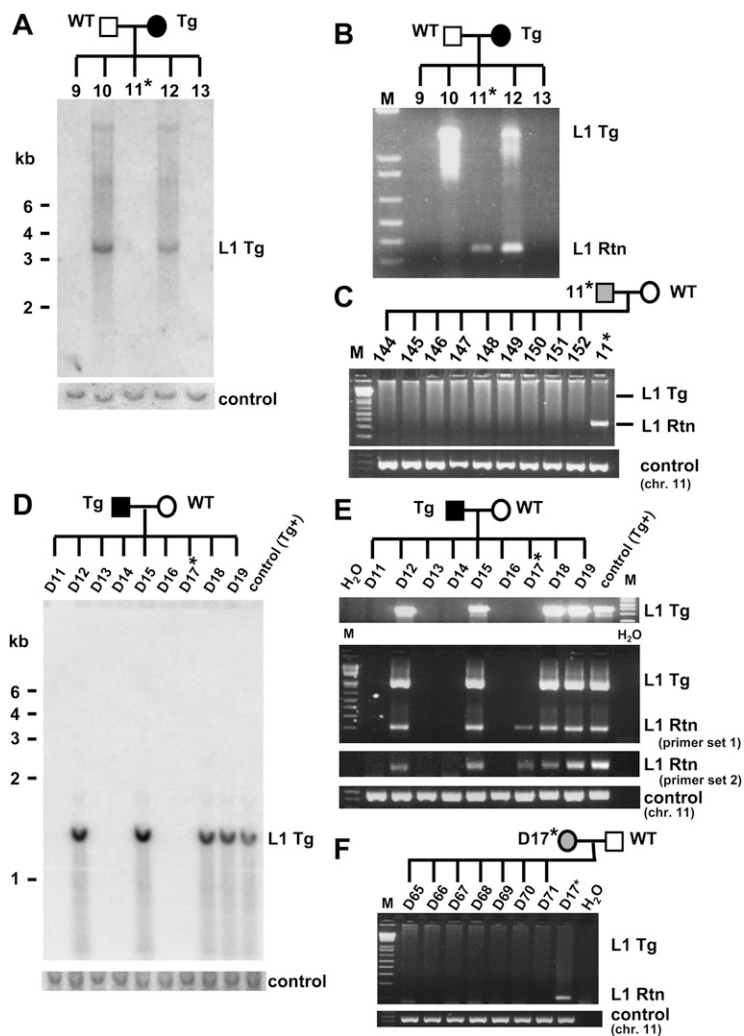 A
WT Tg
9 10 11* 12 13
kb
6
4
3
2
L1 Tg
control
B
WT Tg
M 9 10 11* 12 13
L1 Tg
L1 Rtn
C
11* WT
M 144 145 146 147 148 149 150 151 152 11*
L1 Tg
L1 Rtn
control
(chr. 11)
D
Tg WT
D11 D12 D13 D14 D15 D16 D17* D18 D19 control (Tg+)
kb
6
4
3
2
1
L1 Tg
control
E
Tg WT
H2O D11 D12 D13 D14 D15 D16 D17* D18 D19 control (Tg+) M
L1 Tg
M H2O
L1 Tg
L1 Rtn
(primer set 1)
L1 Rtn
(primer set 2)
control
(chr. 11)
F
D17* WT
M D65 D66 D67 D68 D69 D70 D71 D17* H2O
L1 Tg
L1 Rtn
control
(chr. 11)